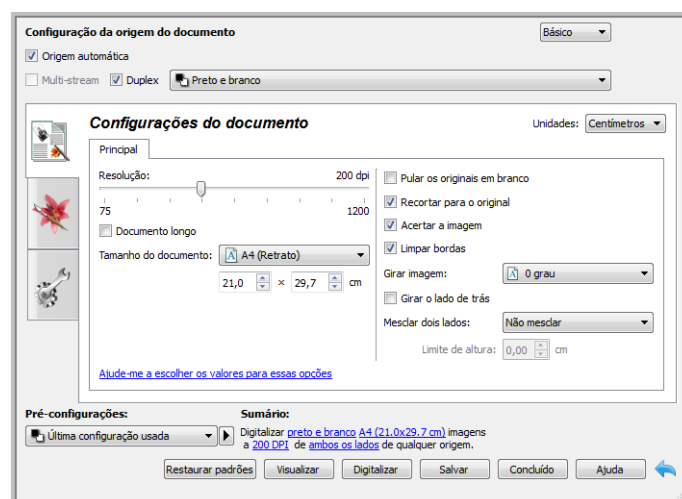 Configuração da origem do documento
Básico
Origem automática
Multi-stream Duplex Preto e branco
Configurações do documento
Unidades: Centímetros
Principal
Resolução: 200 dpi
75 1200
Documento longo
Tamanho do documento: A4 (Retrato)
21,0 × 29,7 cm
Pular os originais em branco
Recortar para o original
Acertar a imagem
Limpar bordas
Girar imagem: 0 grau
Girar o lado de trás
Mesclar dois lados: Não mesclar
Limite de altura: 0,00 cm
Ajude-me a escolher os valores para essas opções
Pré-configurações:
Última configuração usada
Sumário:
Digitalizar preto e branco A4 (21.0x29.7 cm) imagens
a 200 DPI de ambos os lados de qualquer origem.
Restaurar padrões Visualizar Digitalizar Salvar Concluído Ajuda